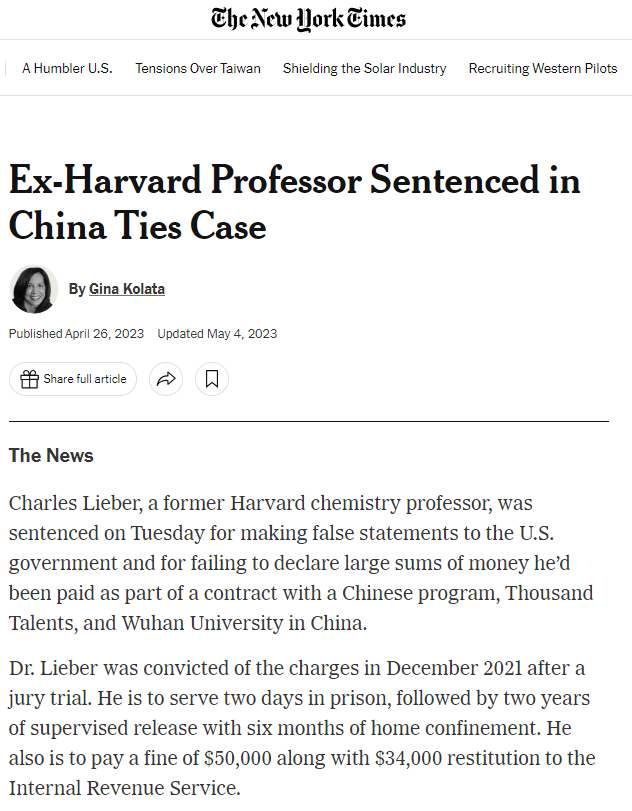 The New York Times
A Humbler U.S. Tensions Over Taiwan Shielding the Solar Industry Recruiting Western Pilots
Ex-Harvard Professor Sentenced in
China Ties Case
By Gina Kolata
Published April 26, 2023 Updated May 4, 2023
Share full article
The News
Charles Lieber, a former Harvard chemistry professor, was
sentenced on Tuesday for making false statements to the U.S.
government and for failing to declare large sums of money he’d
been paid as part of a contract with a Chinese program, Thousand
Talents, and Wuhan University in China.
Dr. Lieber was convicted of the charges in December 2021 after a
jury trial. He is to serve two days in prison, followed by two years
of supervised release with six months of home confinement. He
also is to pay a fine of $50,000 along with $34,000 restitution to the
Internal Revenue Service.